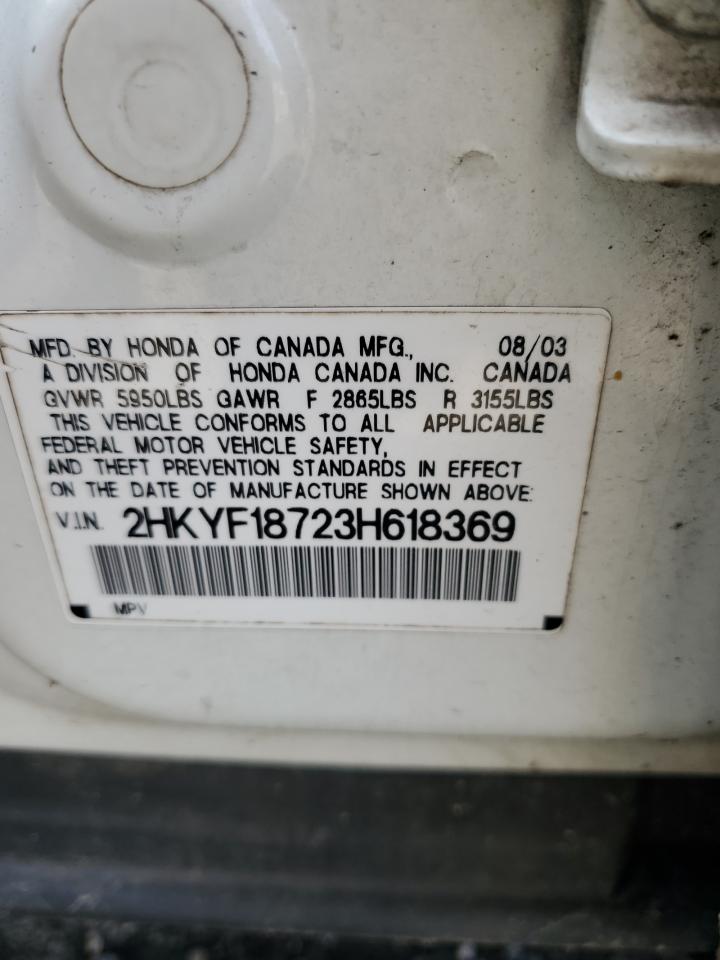 MFD. BY HONDA OF CANADA MFG., 08/03
A DIVISION OF HONDA CANADA INC. CANADA
GVWR 5950LBS GAWR F 2865LBS R 3155LBS
THIS VEHICLE CONFORMS TO ALL APPLICABLE
FEDERAL MOTOR VEHICLE SAFETY,
AND THEFT PREVENTION STANDARDS IN EFFECT
ON THE DATE OF MANUFACTURE SHOWN ABOVE:
V.I.N. 2HKYF18723H618369
MPV